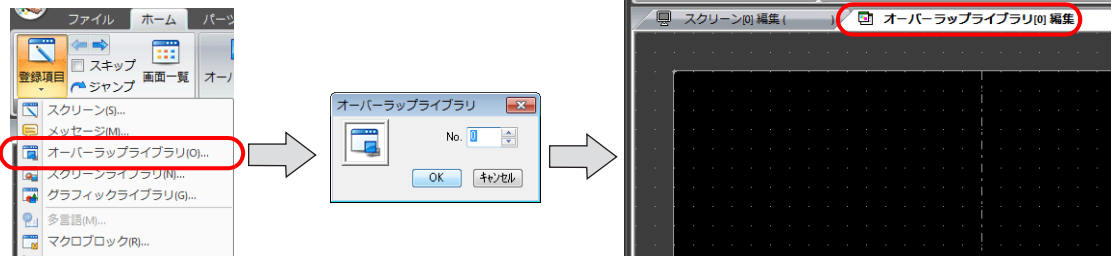 ファイル ホーム パーツ
登録項目
スキップ
ジャンプ
画面一覧
オー
スクリーン(S)...
メッセージ(M)...
オーバーラップライブラリ(O)...
スクリーンライブラリ(N)...
グラフィックライブラリ(G)...
多言語(M)...
マクロブロック(R)...
オーバーラップライブラリ
No. 0
OK キャンセル
スクリーン[0] 編集 ( )
オーバーラップライブラリ[0] 編集